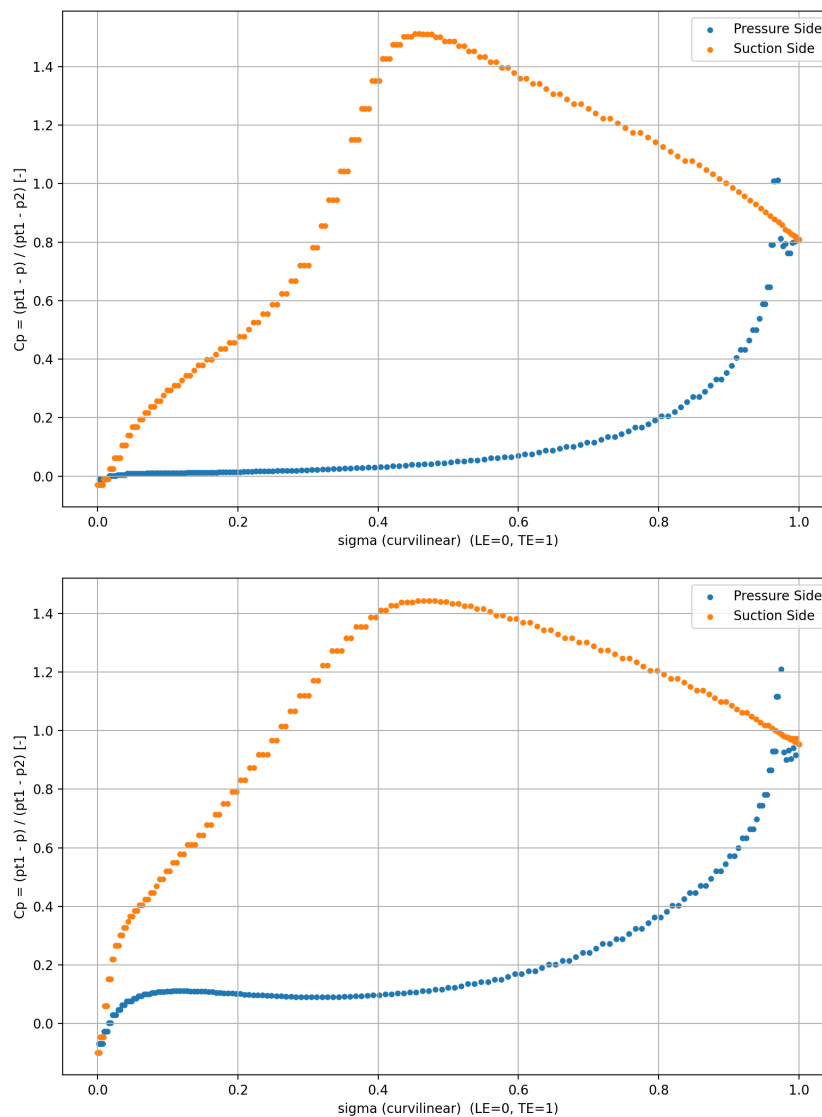 Pressure Side
Suction Side
Cp = (pt1 - p) / (pt1 - p2) [-]
1.4
1.2
1.0
0.8
0.6
0.4
0.2
0.0
0.0 0.2 0.4 0.6 0.8 1.0
sigma (curvilinear)  (LE=0, TE=1)
Pressure Side
Suction Side
Cp = (pt1 - p) / (pt1 - p2) [-]
1.4
1.2
1.0
0.8
0.6
0.4
0.2
0.0
0.0 0.2 0.4 0.6 0.8 1.0
sigma (curvilinear)  (LE=0, TE=1)